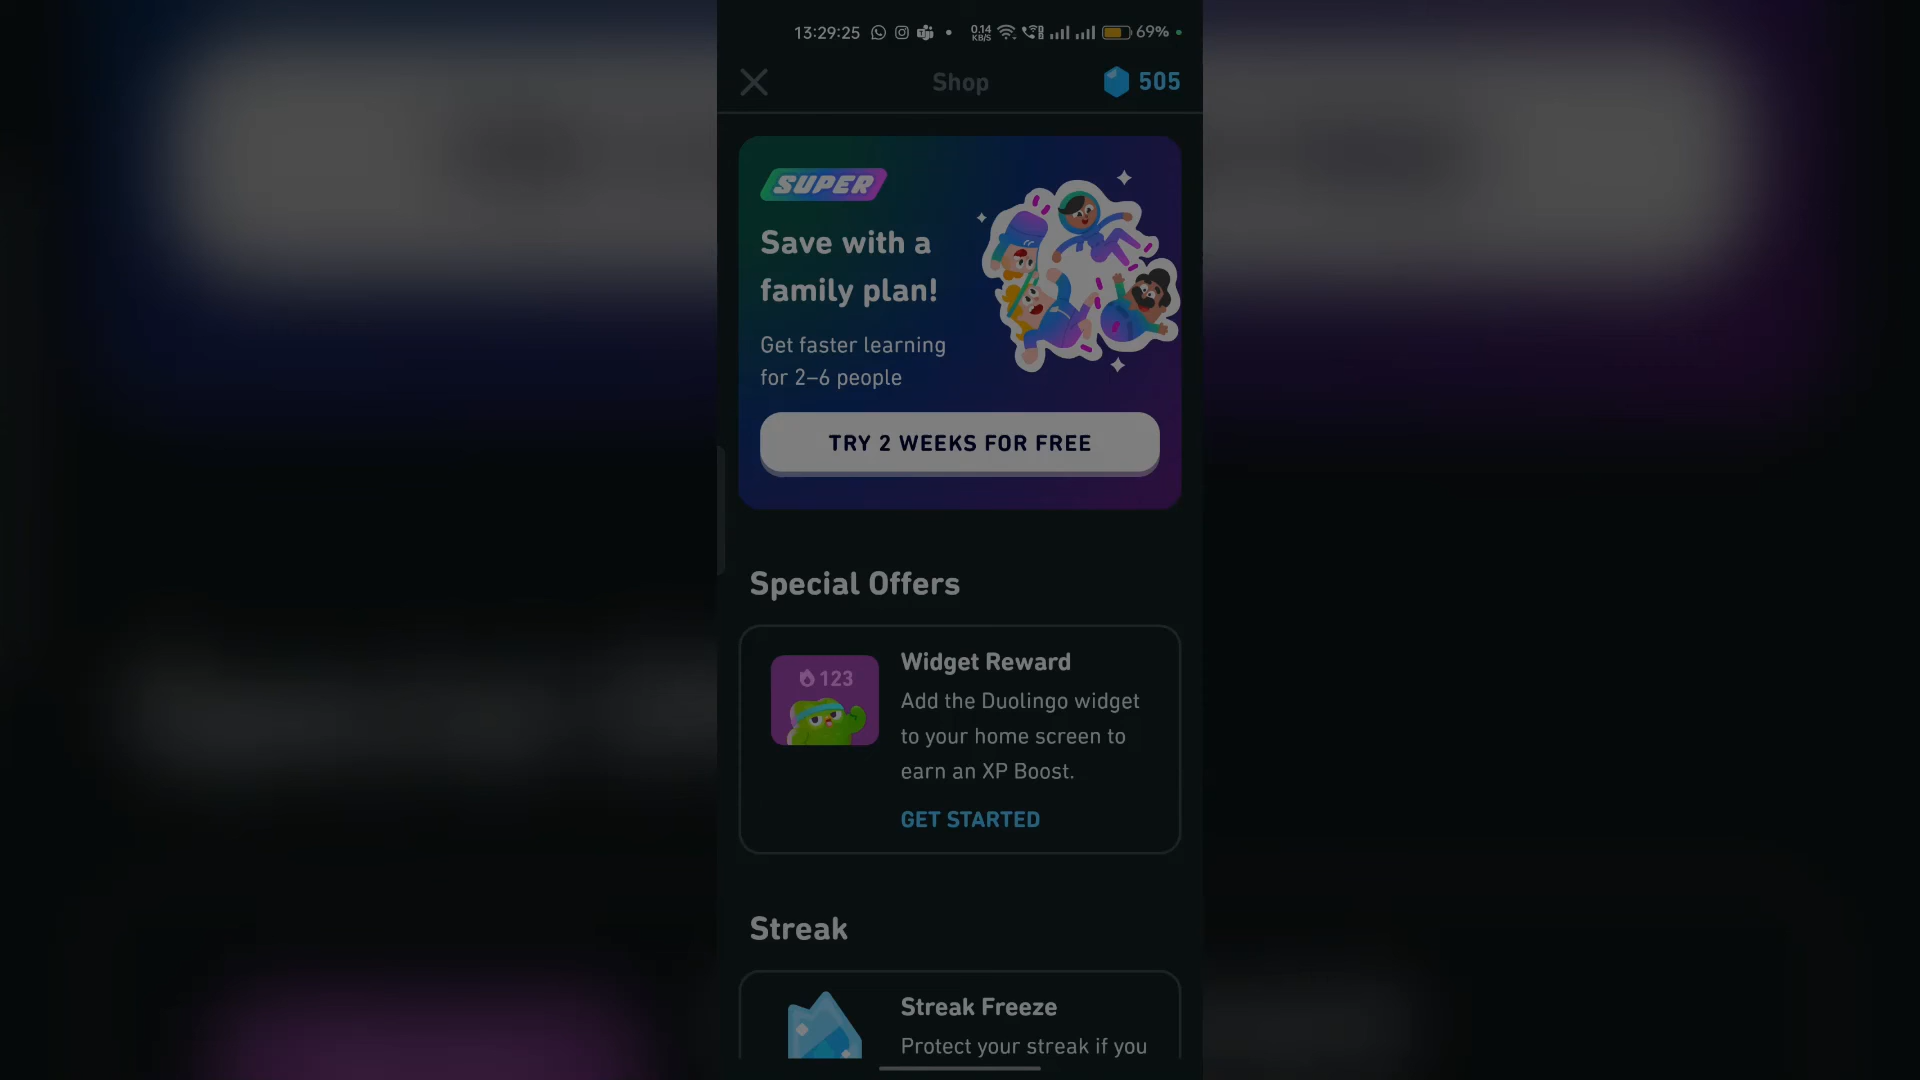 13:29:25 0.14 KB/S 69%
Shop 505
SUPER
Save with a
family plan!
Get faster learning
for 2–6 people
TRY 2 WEEKS FOR FREE
Special Offers
123
Widget Reward
Add the Duolingo widget
to your home screen to
earn an XP Boost.
GET STARTED
Streak
Streak Freeze
Protect your streak if you